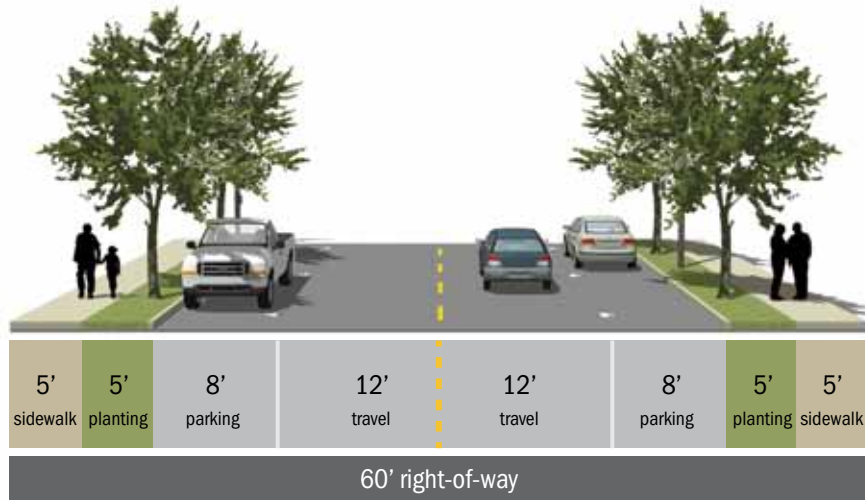 5’ 5’ 8’ 12’ 12’ 8’ 5’ 5’
sidewalk planting parking travel travel parking planting sidewalk
60’ right-of-way